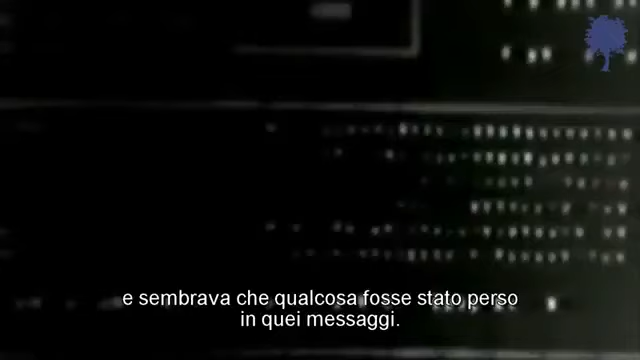 e sembrava che qualcosa fosse stato perso
in quei messaggi.